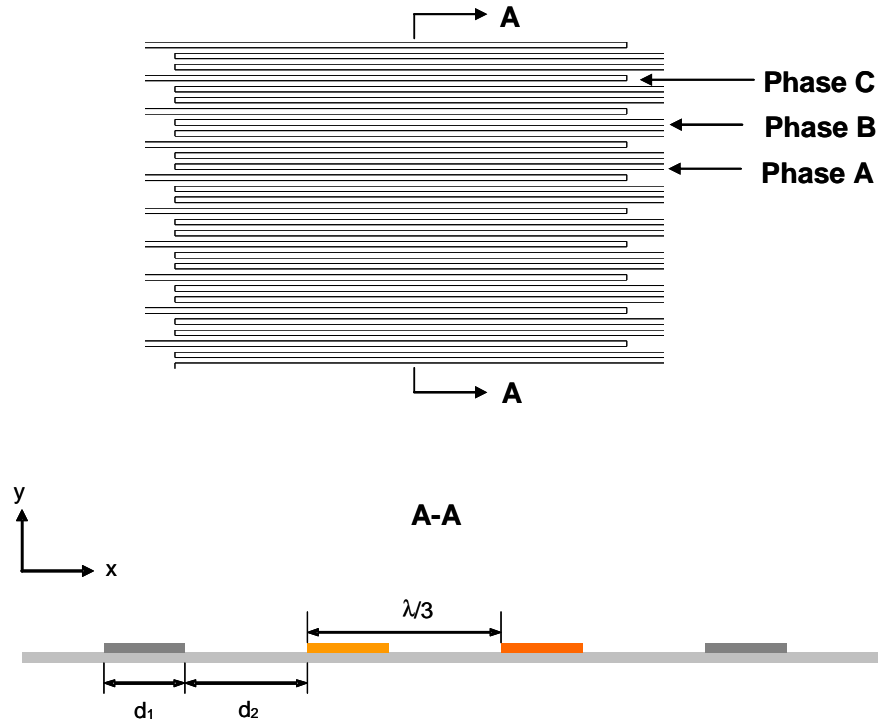 A
Phase C
Phase B
Phase A
A
y
A-A
x
λ/3
d₁
d₂